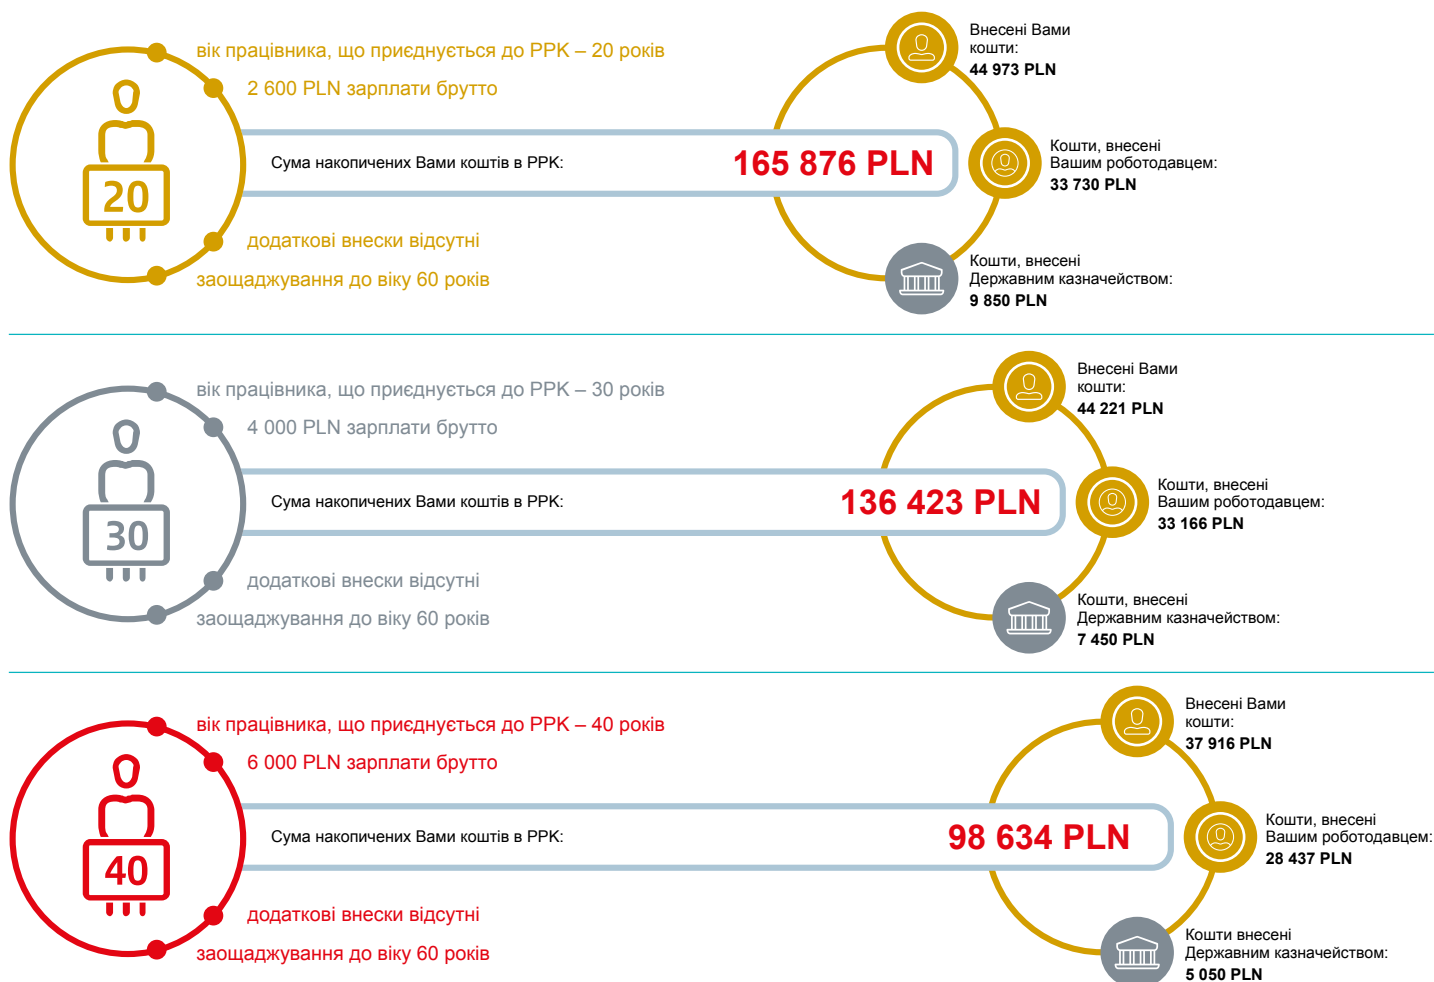 вік працівника, що приєднується до PPK – 20 років
2 600 PLN зарплати брутто
20
Сума накопичених Вами коштів в PPK:
165 876 PLN
додаткові внески відсутні
заощаджування до віку 60 років
Внесені Вами
кошти:
44 973 PLN
Кошти, внесені
Вашим роботодавцем:
33 730 PLN
Кошти, внесені
Державним казначейством:
9 850 PLN
вік працівника, що приєднується до PPK – 30 років
4 000 PLN зарплати брутто
30
Сума накопичених Вами коштів в PPK:
136 423 PLN
додаткові внески відсутні
заощаджування до віку 60 років
Внесені Вами
кошти:
44 221 PLN
Кошти, внесені
Вашим роботодавцем:
33 166 PLN
Кошти, внесені
Державним казначейством:
7 450 PLN
вік працівника, що приєднується до PPK – 40 років
6 000 PLN зарплати брутто
40
Сума накопичених Вами коштів в PPK:
98 634 PLN
додаткові внески відсутні
заощаджування до віку 60 років
Внесені Вами
кошти:
37 916 PLN
Кошти, внесені
Вашим роботодавцем:
28 437 PLN
Кошти внесені
Державним казначейством:
5 050 PLN